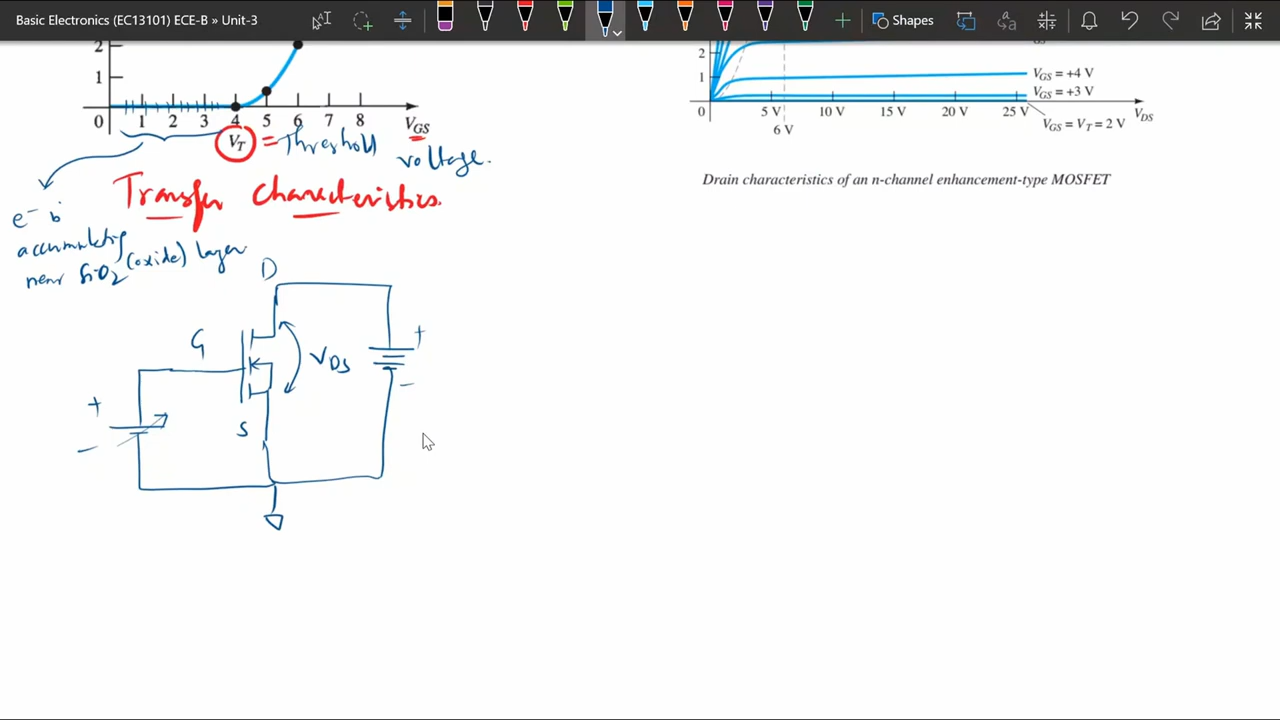 Basic Electronics (EC13101) ECE-B » Unit-3
Shapes
2
1
0 1 2 3 4 5 6 7 8 VGS
VT = Threshold voltage.
Transfer characteristics.
e-
accumulating
near SiO2 (oxide) layer
D
G
VDS
+
-
+
-
S
2
1
0
5 V 10 V 15 V 20 V 25 V VDS
6 V
VGS = +4 V
VGS = +3 V
VGS = VT = 2 V
Drain characteristics of an n-channel enhancement-type MOSFET